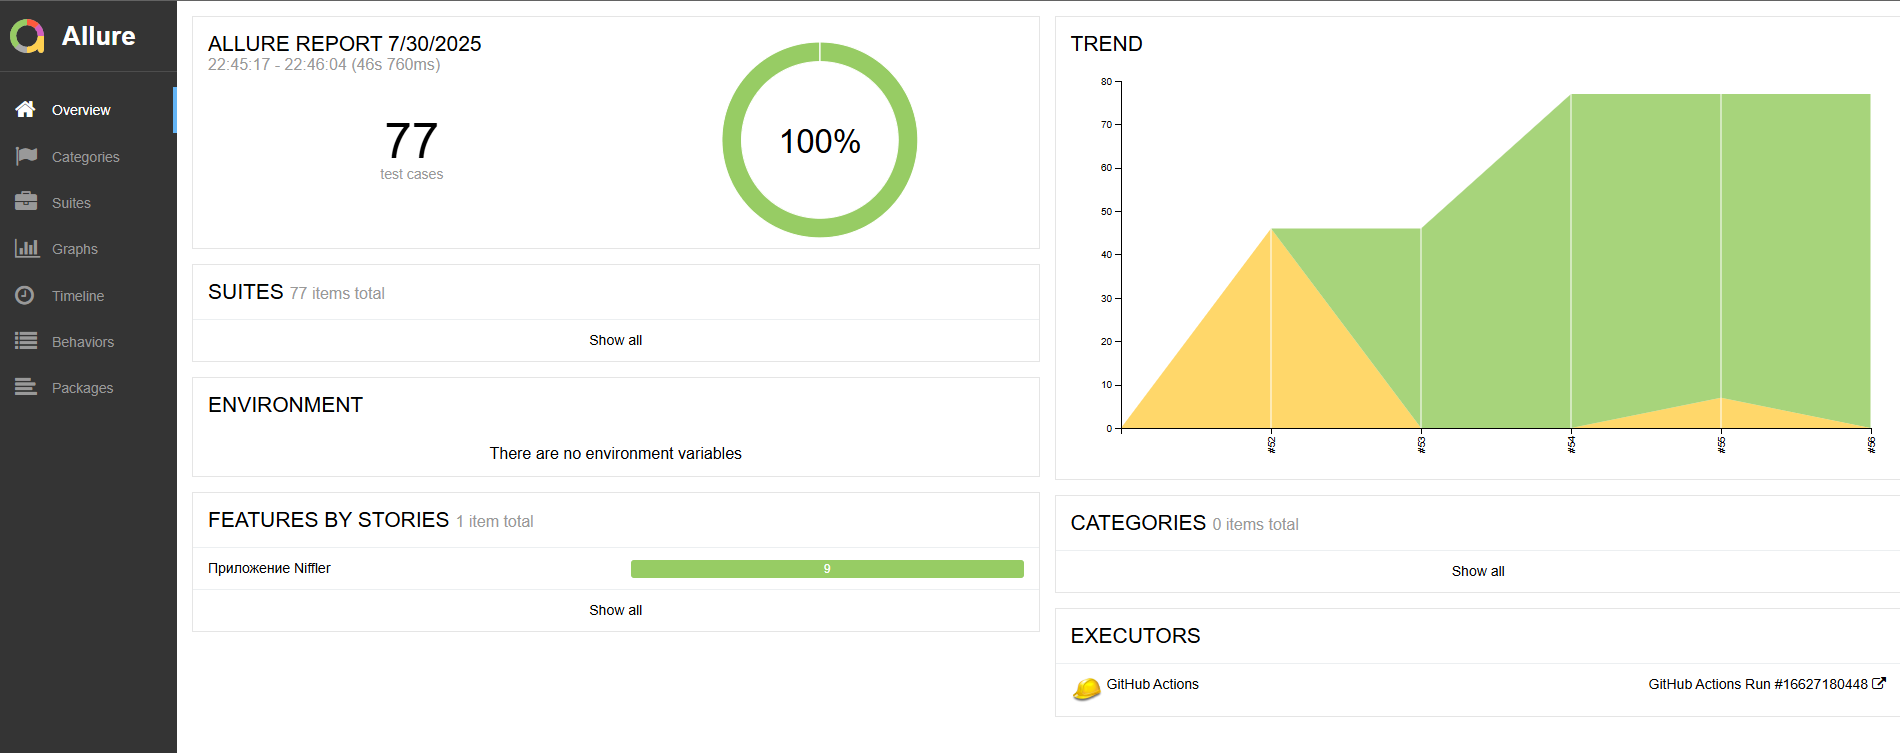 Allure
Overview
Categories
Suites
Graphs
Timeline
Behaviors
Packages
ALLURE REPORT 7/30/2025
22:45:17 - 22:46:04 (46s 760ms)
77
test cases
100%
SUITES 77 items total
Show all
ENVIRONMENT
There are no environment variables
FEATURES BY STORIES 1 item total
Приложение Niffler 9
Show all
TREND
80
70
60
50
40
30
20
10
0
#52 #53 #54 #55 #56
CATEGORIES 0 items total
Show all
EXECUTORS
GitHub Actions GitHub Actions Run #16627180448